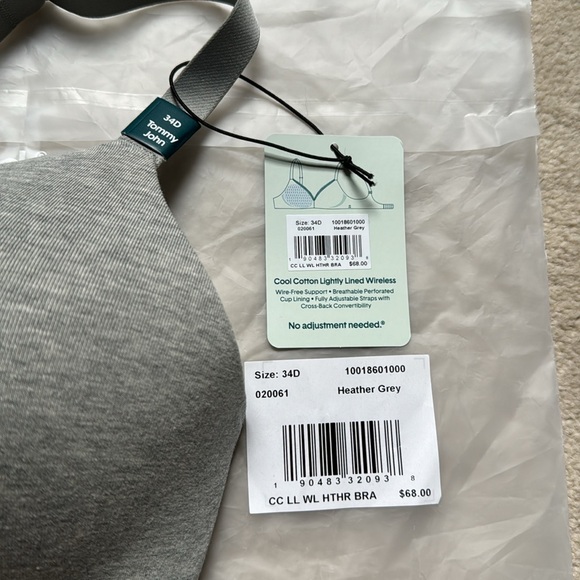 34D
Tommy
John
Size: 34D 10018601000
020061 Heather Grey
1 90483 32093 8
CC LL WL HTHR BRA $68.00
Cool Cotton Lightly Lined Wireless
Wire-Free Support • Breathable Perforated
Cup Lining • Fully Adjustable Straps with
Cross-Back Convertibility
No adjustment needed.®
Size: 34D 10018601000
020061 Heather Grey
1 90483 32093 8
CC LL WL HTHR BRA $68.00